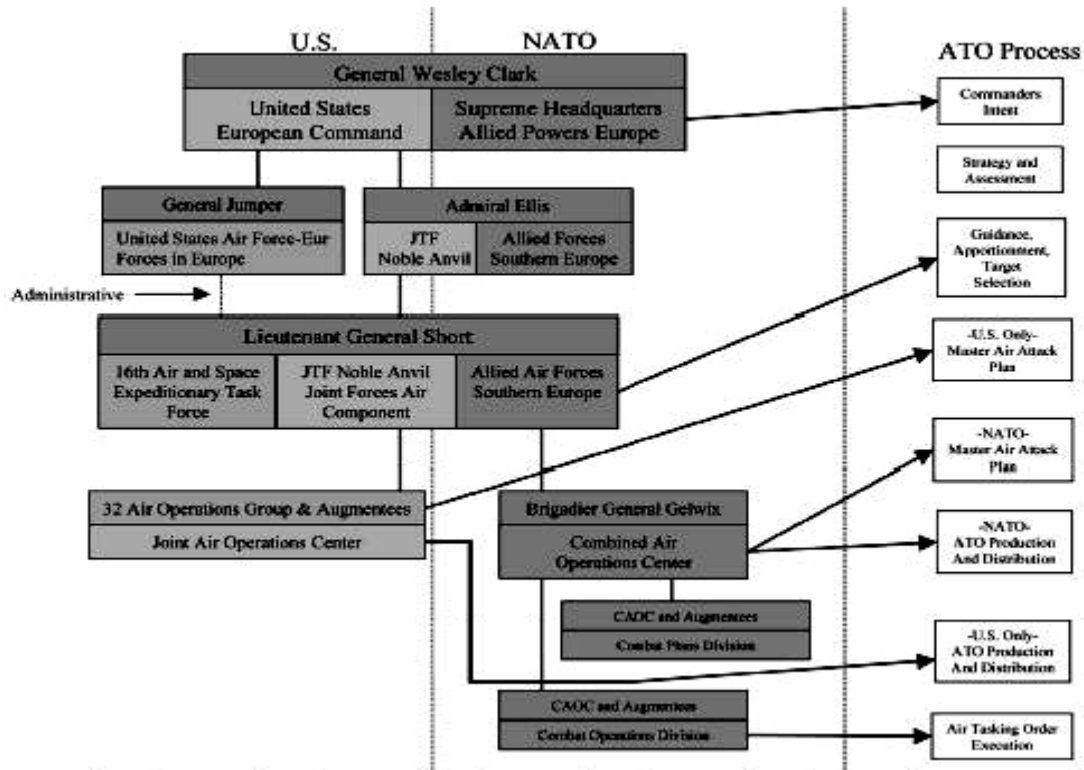 U.S.
NATO
ATO Process
General Wesley Clark
United States
European Command
Supreme Headquarters
Allied Powers Europe
Commanders
Intent
Strategy and
Assessment
General Jumper
United States Air Force-Eur
Forces in Europe
Admiral Ellis
JTF
Noble Anvil
Allied Forces
Southern Europe
Guidance,
Apportionment,
Target
Selection
Administrative
Lieutenant General Short
16th Air and Space
Expeditionary Task
Force
JTF Noble Anvil
Joint Forces Air
Component
Allied Air Forces
Southern Europe
-U.S. Only-
Master Air Attack
Plan
-NATO-
Master Air Attack
Plan
32 Air Operations Group & Augmentees
Joint Air Operations Center
Brigadier General Gelwix
Combined Air
Operations Center
-NATO-
ATO Production
And Distribution
CAOC and Augmentees
Combat Plans Division
-U.S. Only-
ATO Production
And Distribution
CAOC and Augmentees
Combat Operations Division
Air Tasking Order
Execution